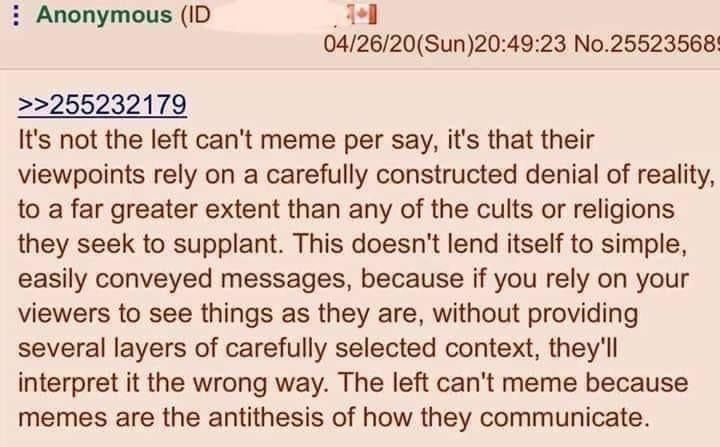 Anonymous (ID
04/26/20(Sun)20:49:23 No.25523568
>>255232179
It's not the left can't meme per say, it's that their
viewpoints rely on a carefully constructed denial of reality,
to a far greater extent than any of the cults or religions
they seek to supplant. This doesn't lend itself to simple,
easily conveyed messages, because if you rely on your
viewers to see things as they are, without providing
several layers of carefully selected context, they'll
interpret it the wrong way. The left can't meme because
memes are the antithesis of how they communicate.